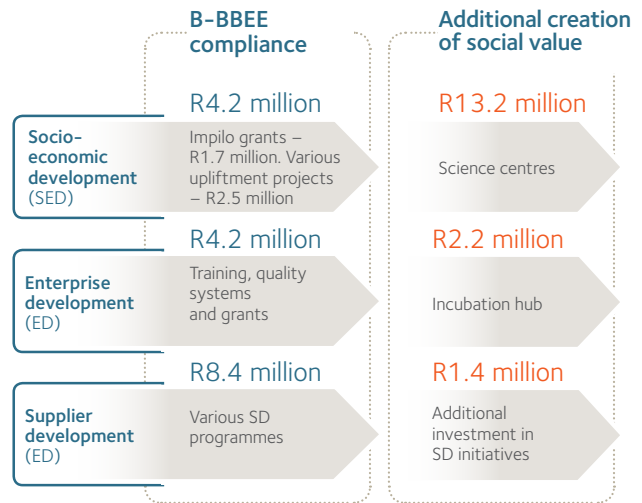 B-BBEE
compliance
Additional creation
of social value
Socio-
economic
development
(SED)
R4.2 million
Impilo grants –
R1.7 million. Various
upliftment projects
– R2.5 million
R13.2 million
Science centres
Enterprise
development
(ED)
R4.2 million
Training, quality
systems
and grants
R2.2 million
Incubation hub
Supplier
development
(ED)
R8.4 million
Various SD
programmes
R1.4 million
Additional
investment in
SD initiatives